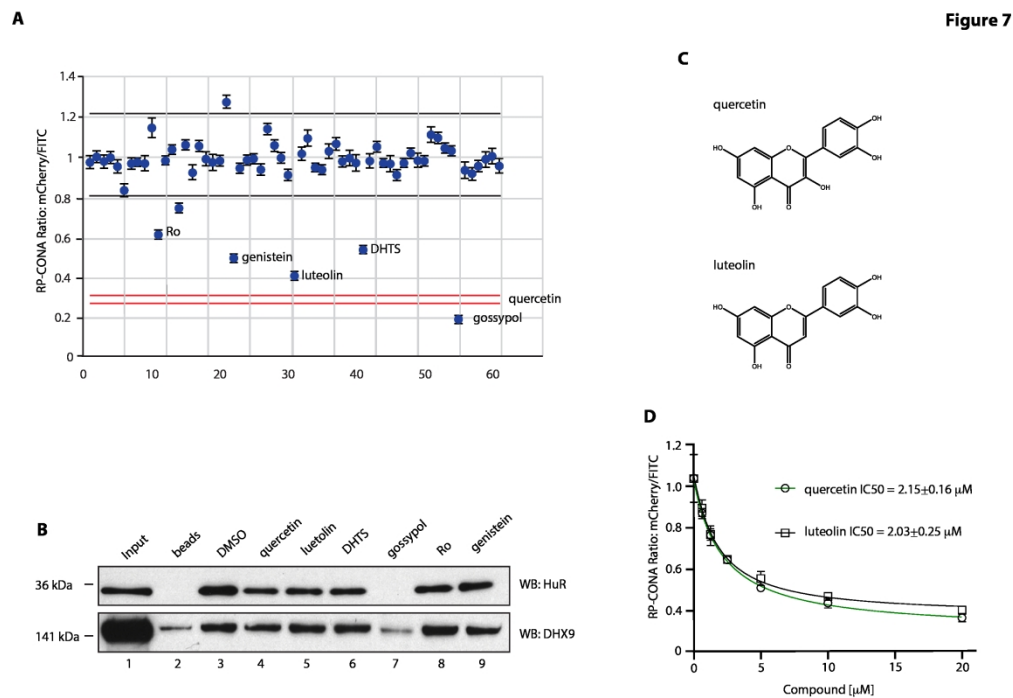 Figure 7
A
RP-CONA Ratio: mCherry/FITC
1.4
1.2
1
0.8
0.6
0.4
0.2
0
0 10 20 30 40 50 60
Ro
genistein
luteolin
DHTS
quercetin
gossypol
B
Input beads DMSO quercetin luetolin DHTS gossypol Ro genistein
36 kDa
WB: HuR
141 kDa
WB: DHX9
1 2 3 4 5 6 7 8 9
C
quercetin
OH
HO
O
OH
OH
OH
O
luteolin
OH
HO
O
OH
OH
O
D
RP-CONA Ratio: mCherry/FITC
1.2
1.0
0.8
0.6
0.4
0.2
0.0
0 5 10 15 20
Compound [µM]
quercetin IC50 = 2.15±0.16 µM
luteolin IC50 = 2.03±0.25 µM